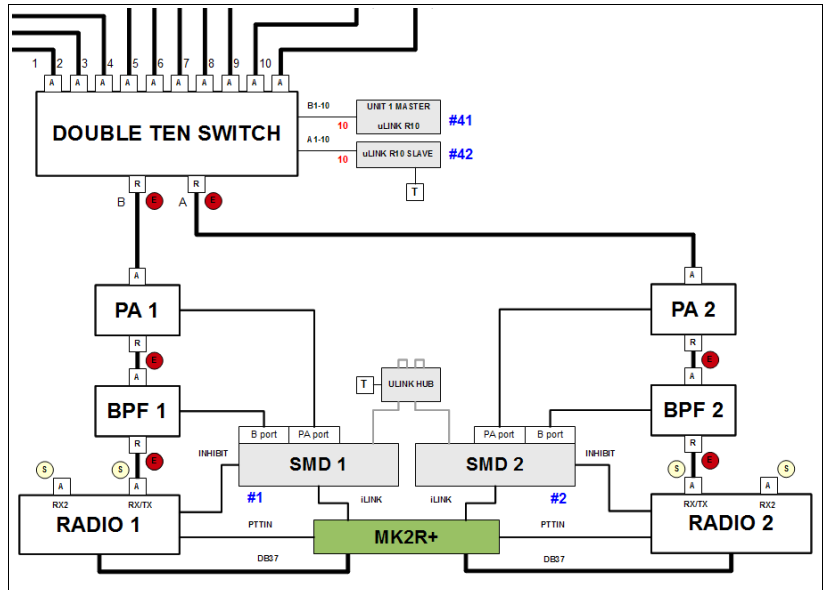 1 2 3 4 5 6 7 8 9 10
A A A A A A A A A A
DOUBLE TEN SWITCH
B1-10
10
UNIT 1 MASTER
uLINK R10
#41
A1-10
10
uLINK R10 SLAVE
#42
T
R
B
E
R
A
E
A
PA 1
R
E
A
BPF 1
R
E
S
S
A
A
RX2
RX/TX
RADIO 1
A
PA 2
R
E
A
BPF 2
R
E
S
S
A
A
RX/TX
RX2
RADIO 2
T
ULINK HUB
B port
PA port
SMD 1
#1
PA port
B port
SMD 2
#2
INHIBIT
INHIBIT
iLINK
iLINK
PTTIN
MK2R+
PTTIN
DB37
DB37